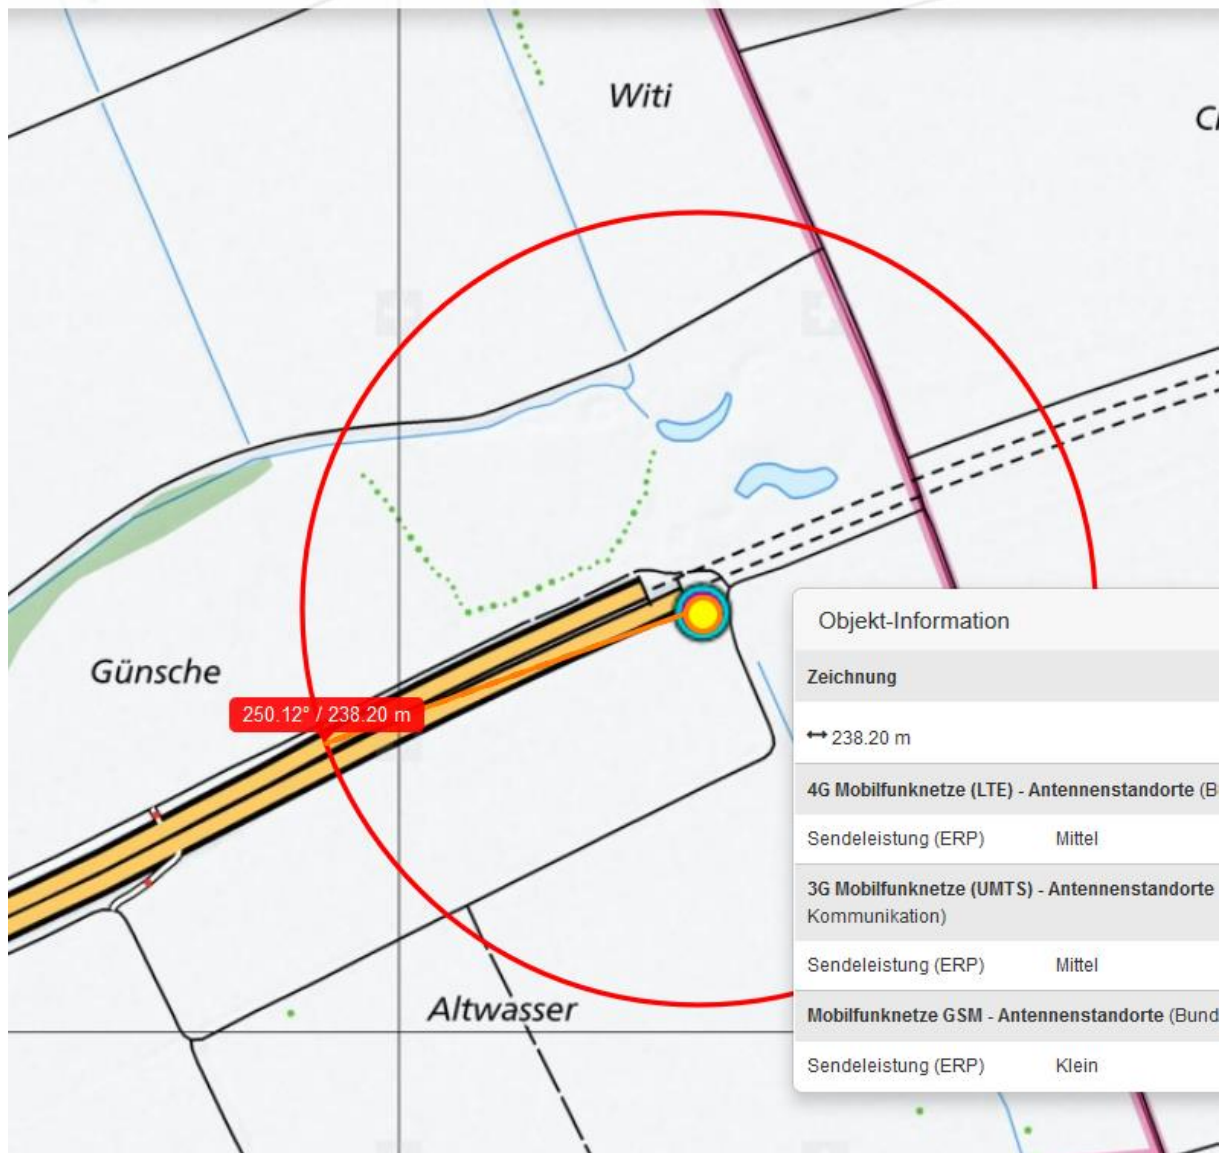 Witi
Günsche
250.12° / 238.20 m
Altwasser
Objekt-Information
Zeichnung
↔ 238.20 m
4G Mobilfunknetze (LTE) - Antennenstandorte (B
Sendeleistung (ERP) Mittel
3G Mobilfunknetze (UMTS) - Antennenstandorte
Kommunikation)
Sendeleistung (ERP) Mittel
Mobilfunknetze GSM - Antennenstandorte (Bund
Sendeleistung (ERP) Klein